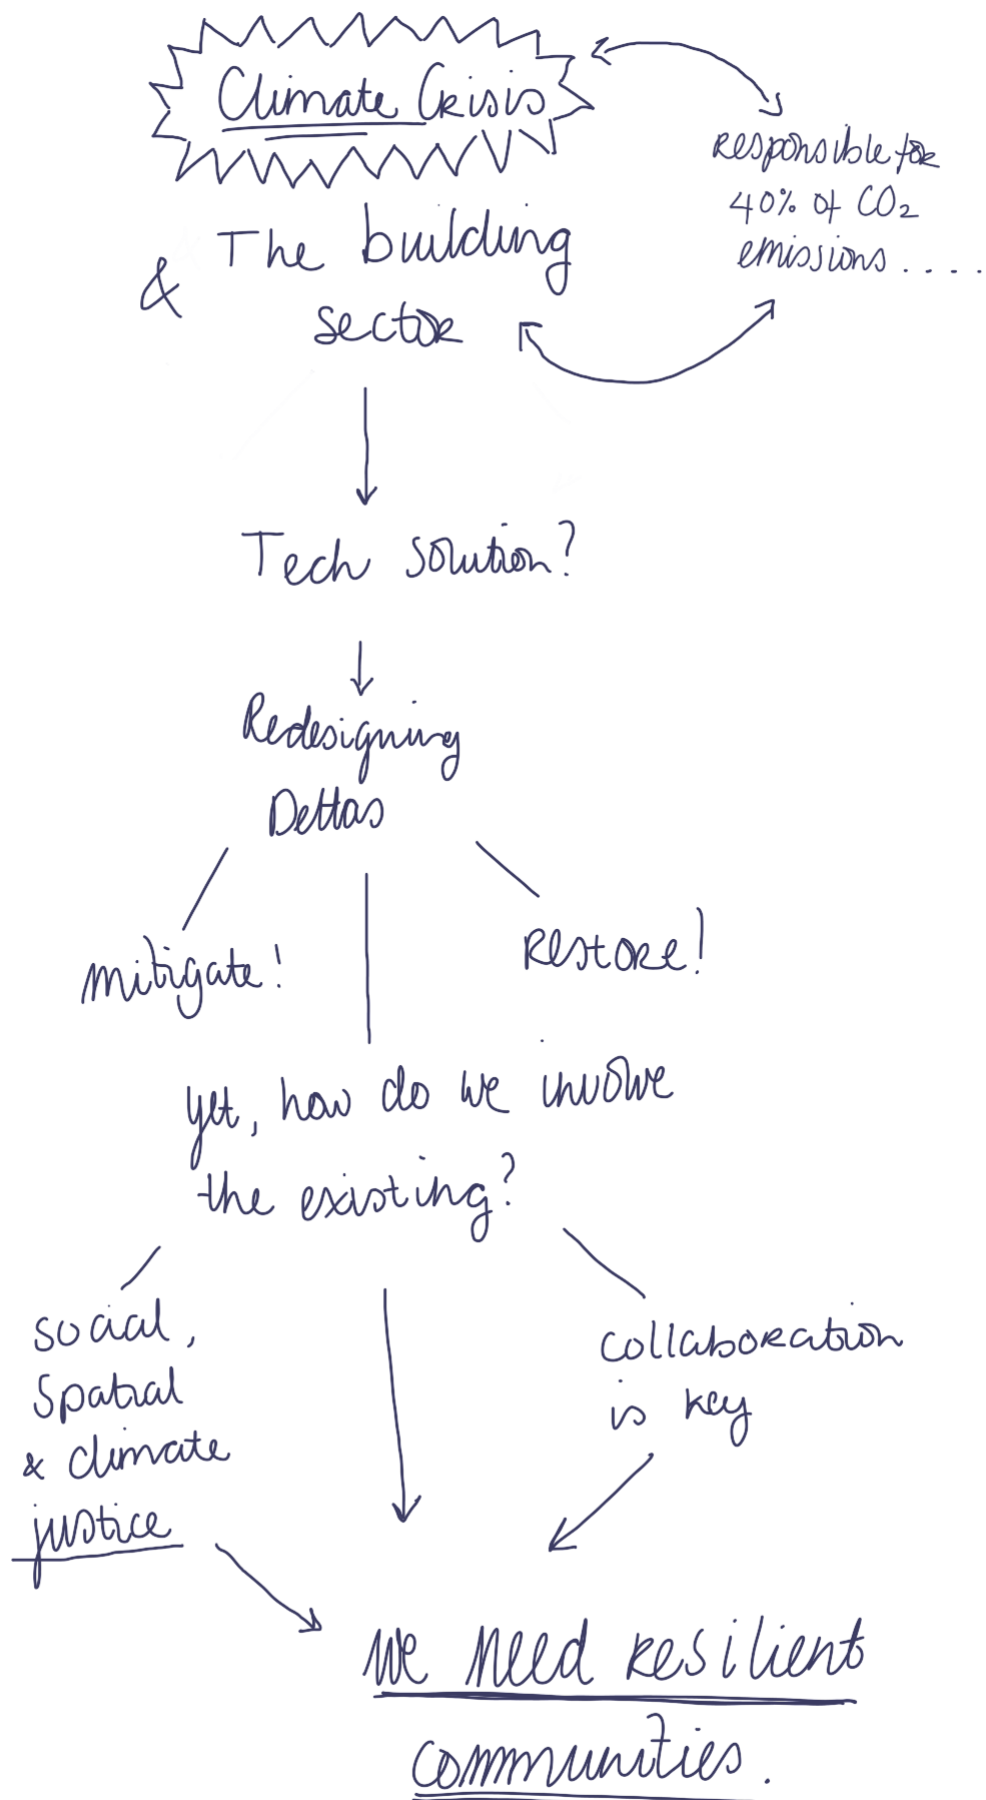 Climate Crisis
responsible for
40% of CO2
emissions . . . .
& The building
sector
Tech solution?
Redesigning
Deltas
mitigate!
Restore!
yet, how do we involve
the existing?
social,
Spatial
& climate
justice
collaboration
is key
We need resilient
communities.